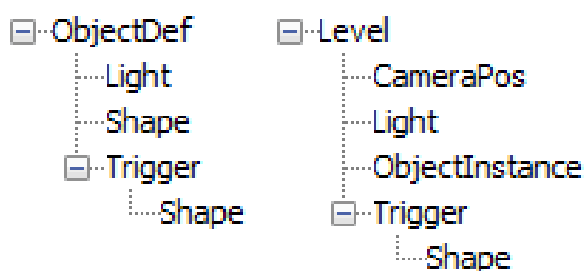 ObjectDef
Light
Shape
Trigger
Shape
Level
CameraPos
Light
ObjectInstance
Trigger
Shape